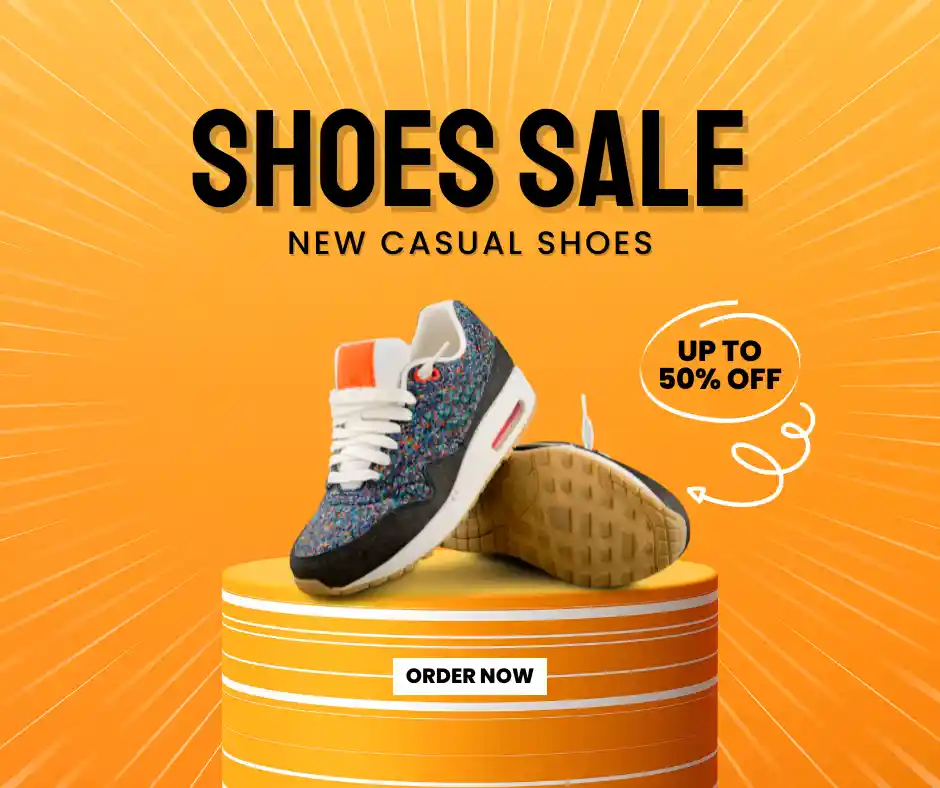 SHOES SALE
NEW CASUAL SHOES
UP TO
50% OFF
ORDER NOW